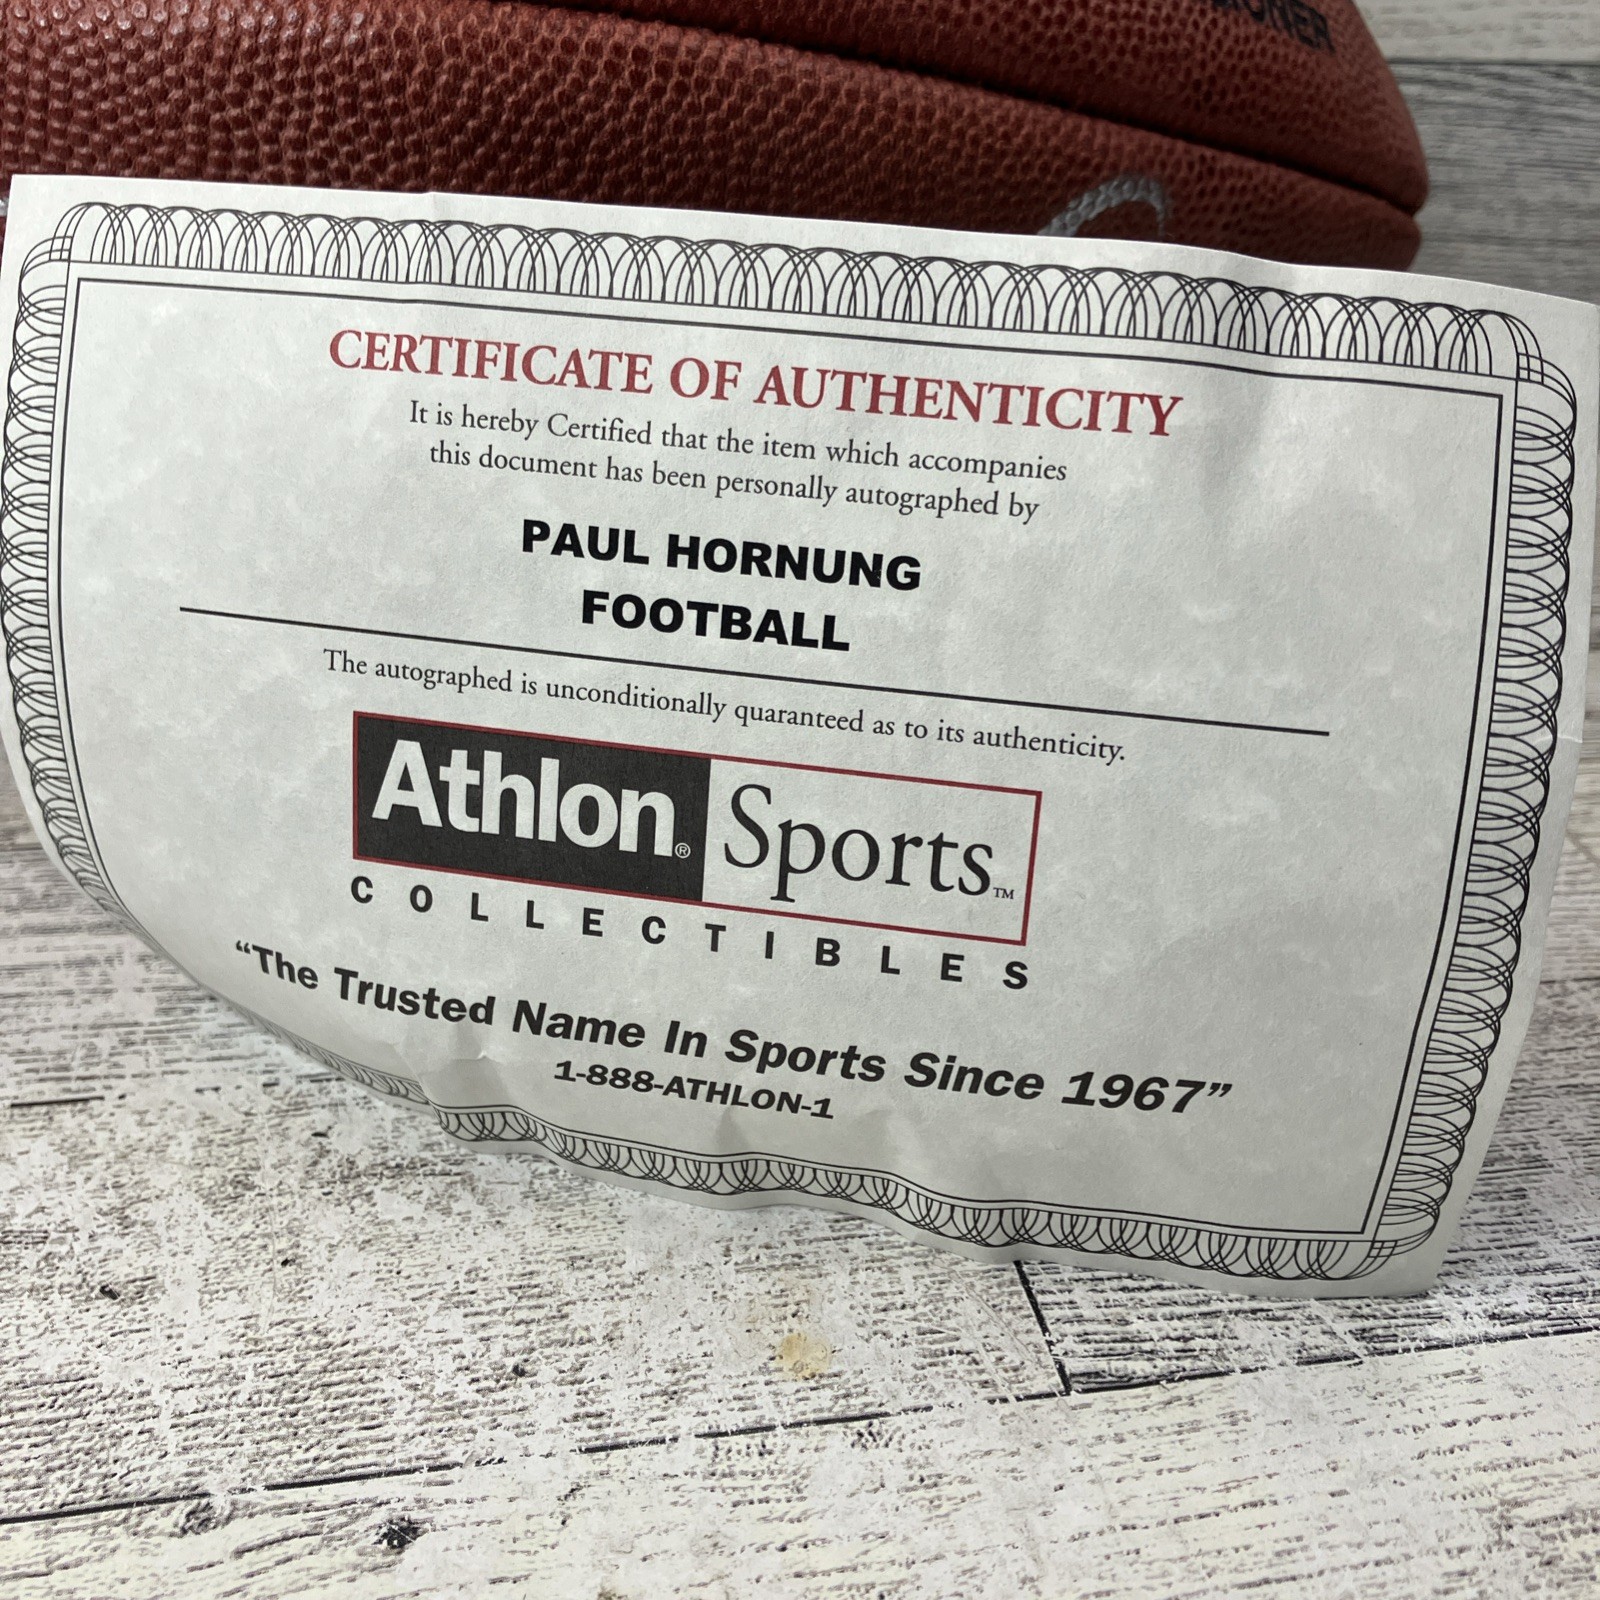 CERTIFICATE OF AUTHENTICITY
It is hereby Certified that the item which accompanies
this document has been personally autographed by
PAUL HORNUNG
FOOTBALL
The autographed is unconditionally quaranteed as to its authenticity.
Athlon® Sports™
COLLECTIBLES
“The Trusted Name In Sports Since 1967”
1-888-ATHLON-1